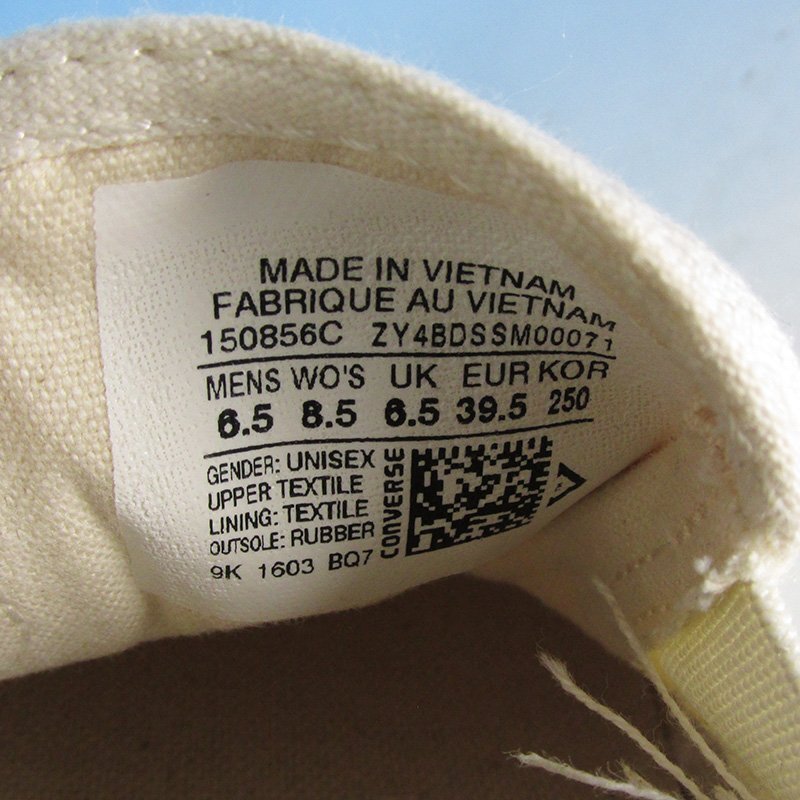 MADE IN VIETNAM
FABRIQUE AU VIETNAM
150856C ZY4BDSSM00071
MENS WO'S UK EUR KOR
6.5 8.5 6.5 39.5 250
GENDER: UNISEX
UPPER TEXTILE
LINING: TEXTILE
OUTSOLE: RUBBER
9K 1603 BQ7
CONVERSE